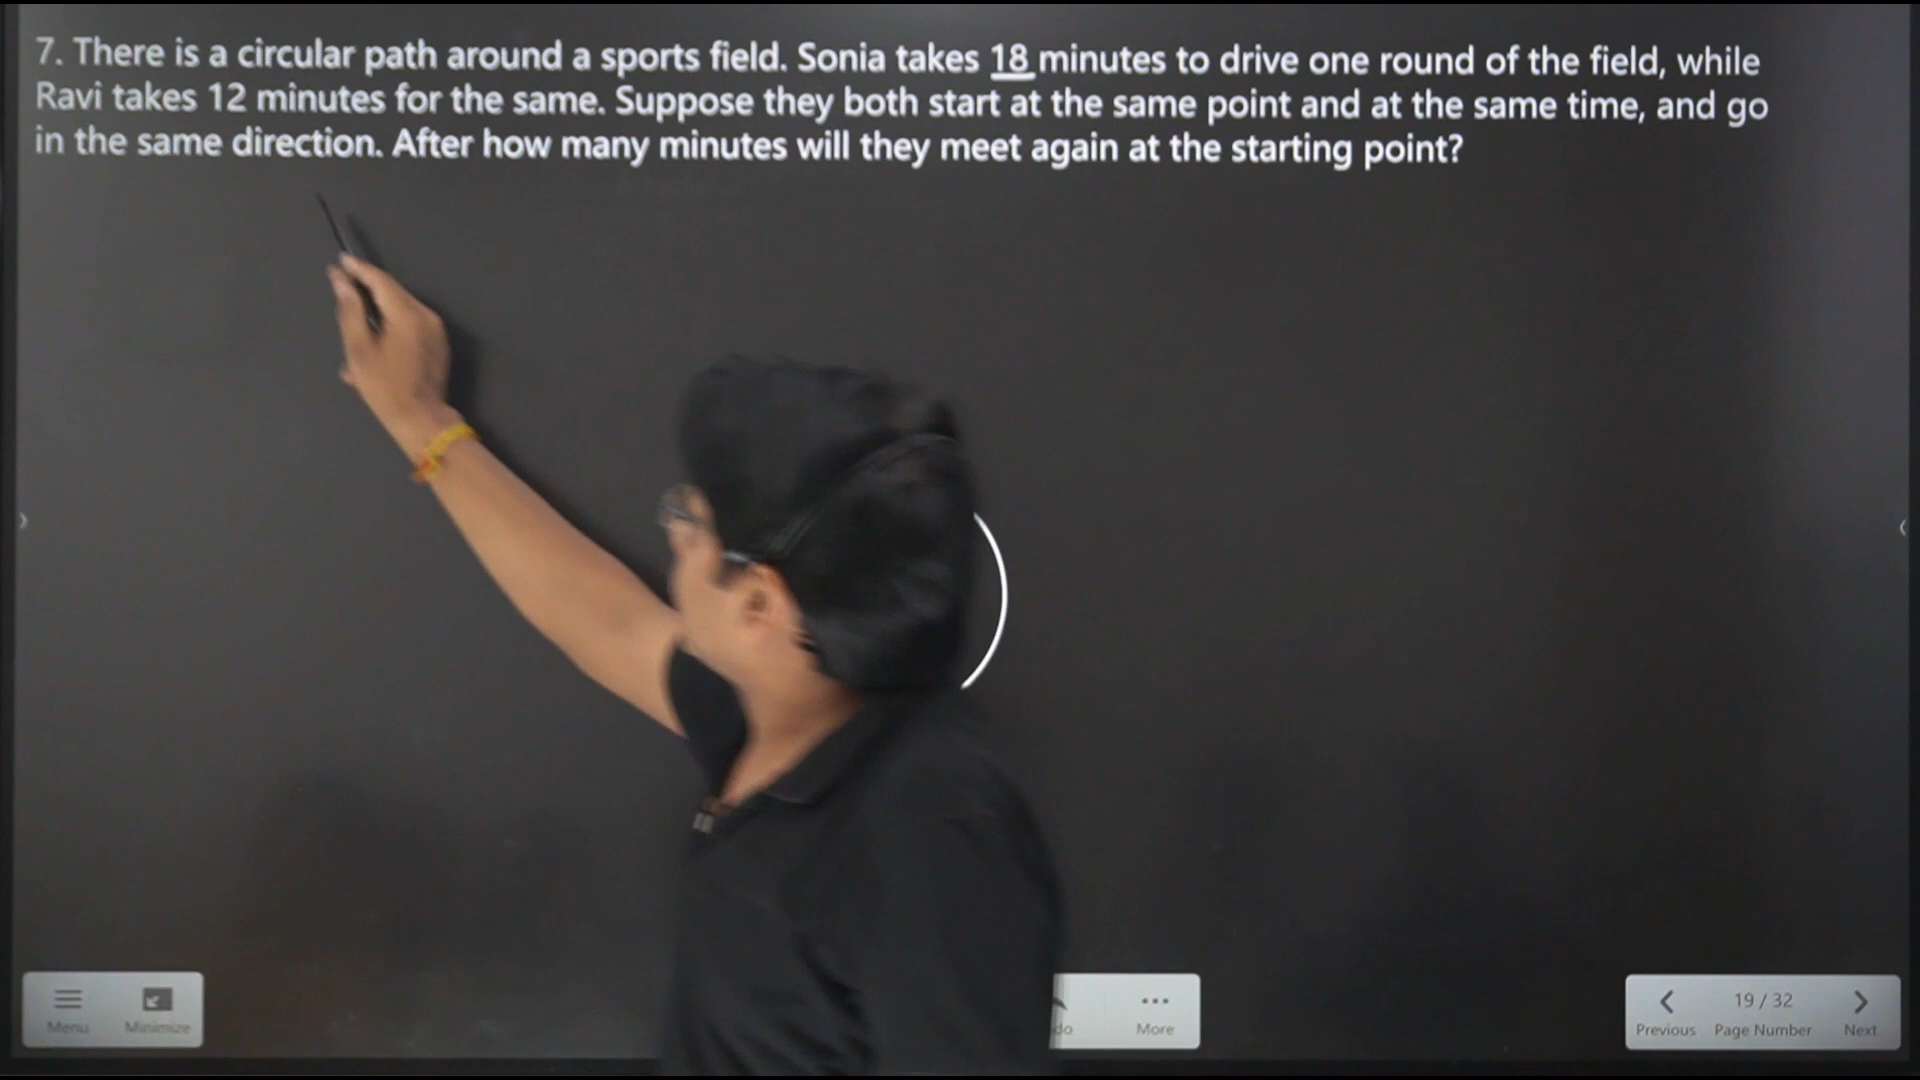 7. There is a circular path around a sports field. Sonia takes 18 minutes to drive one round of the field, while
Ravi takes 12 minutes for the same. Suppose they both start at the same point and at the same time, and go
in the same direction. After how many minutes will they meet again at the starting point?
Menu
Minimize
do
More
19 / 32
Previous
Page Number
Next